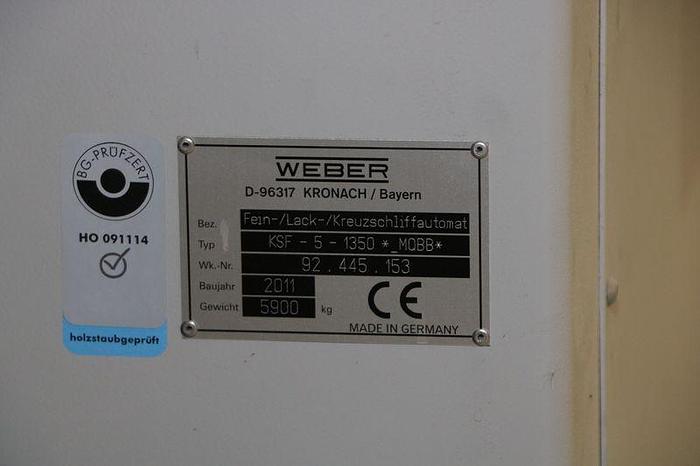 BG-PRÜFZERT
HO 091114
holzstaubgeprüft
WEBER
D-96317 KRONACH / Bayern
Bez. Fein-/Lack-/Kreuzschliffautomat
Typ KSF - 5 - 1350 * MQBB*
Wk.-Nr. 92.445.153
Baujahr 2011
Gewicht 5900 kg
CE
MADE IN GERMANY